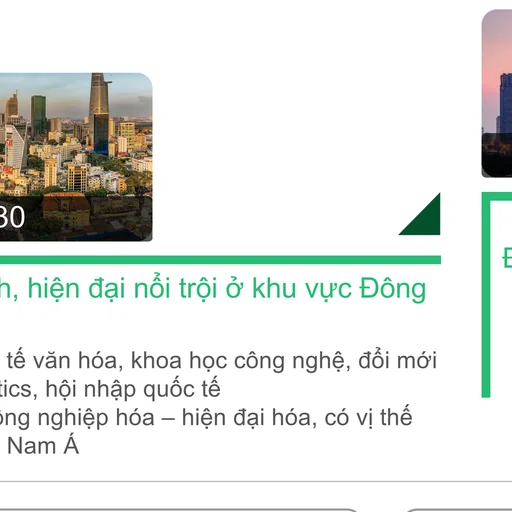 30
h, hiện đại nổi trội ở khu vực Đông
tế văn hóa, khoa học công nghệ, đổi mới
tics, hội nhập quốc tế
ông nghiệp hóa – hiện đại hóa, có vị thế
Nam Á
Đ